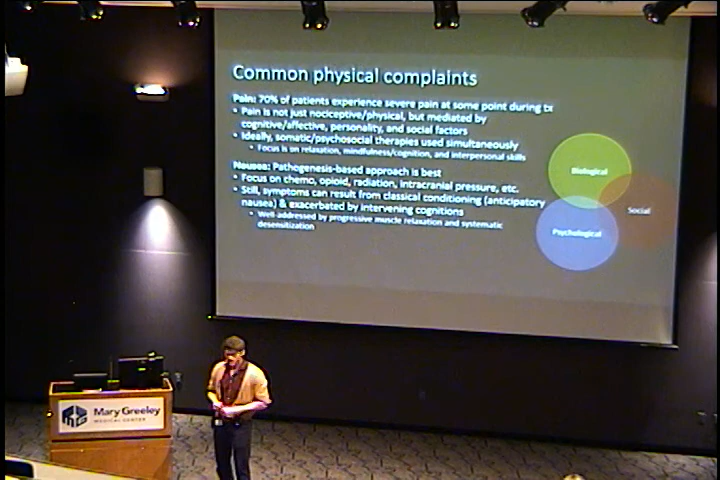 Common physical complaints
Pain: 70% of patients experience severe pain at some point during tx
• Pain is not just nociceptive/physical, but mediated by
cognitive/affective, personality, and social factors
• Ideally, somatic/psychosocial therapies used simultaneously
• Focus is on relaxation, mindfulness/cognition, and interpersonal skills
Nausea: Pathogenesis-based approach is best
• Focus on chemo, opioid, radiation, intracranial pressure, etc.
• Still, symptoms can result from classical conditioning (anticipatory
nausea) & exacerbated by intervening cognitions
• Well-addressed by progressive muscle relaxation and systematic
desensitization
Biological
Social
Psychological
Mary Greeley
MEDICAL CENTER